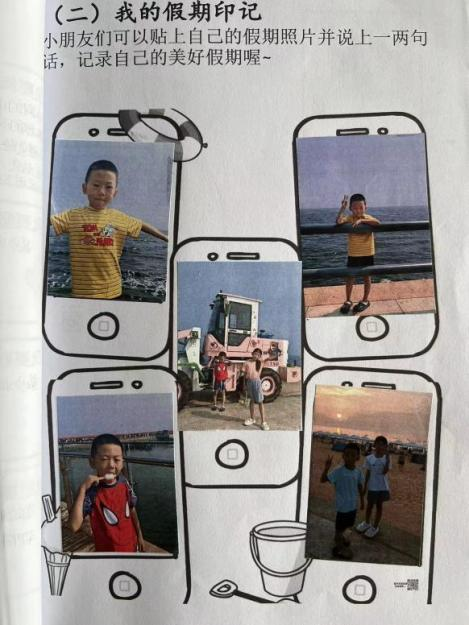 （二）我的假期印记
小朋友们可以贴上自己的假期照片并说上一两句
话，记录自己的美好假期喔~